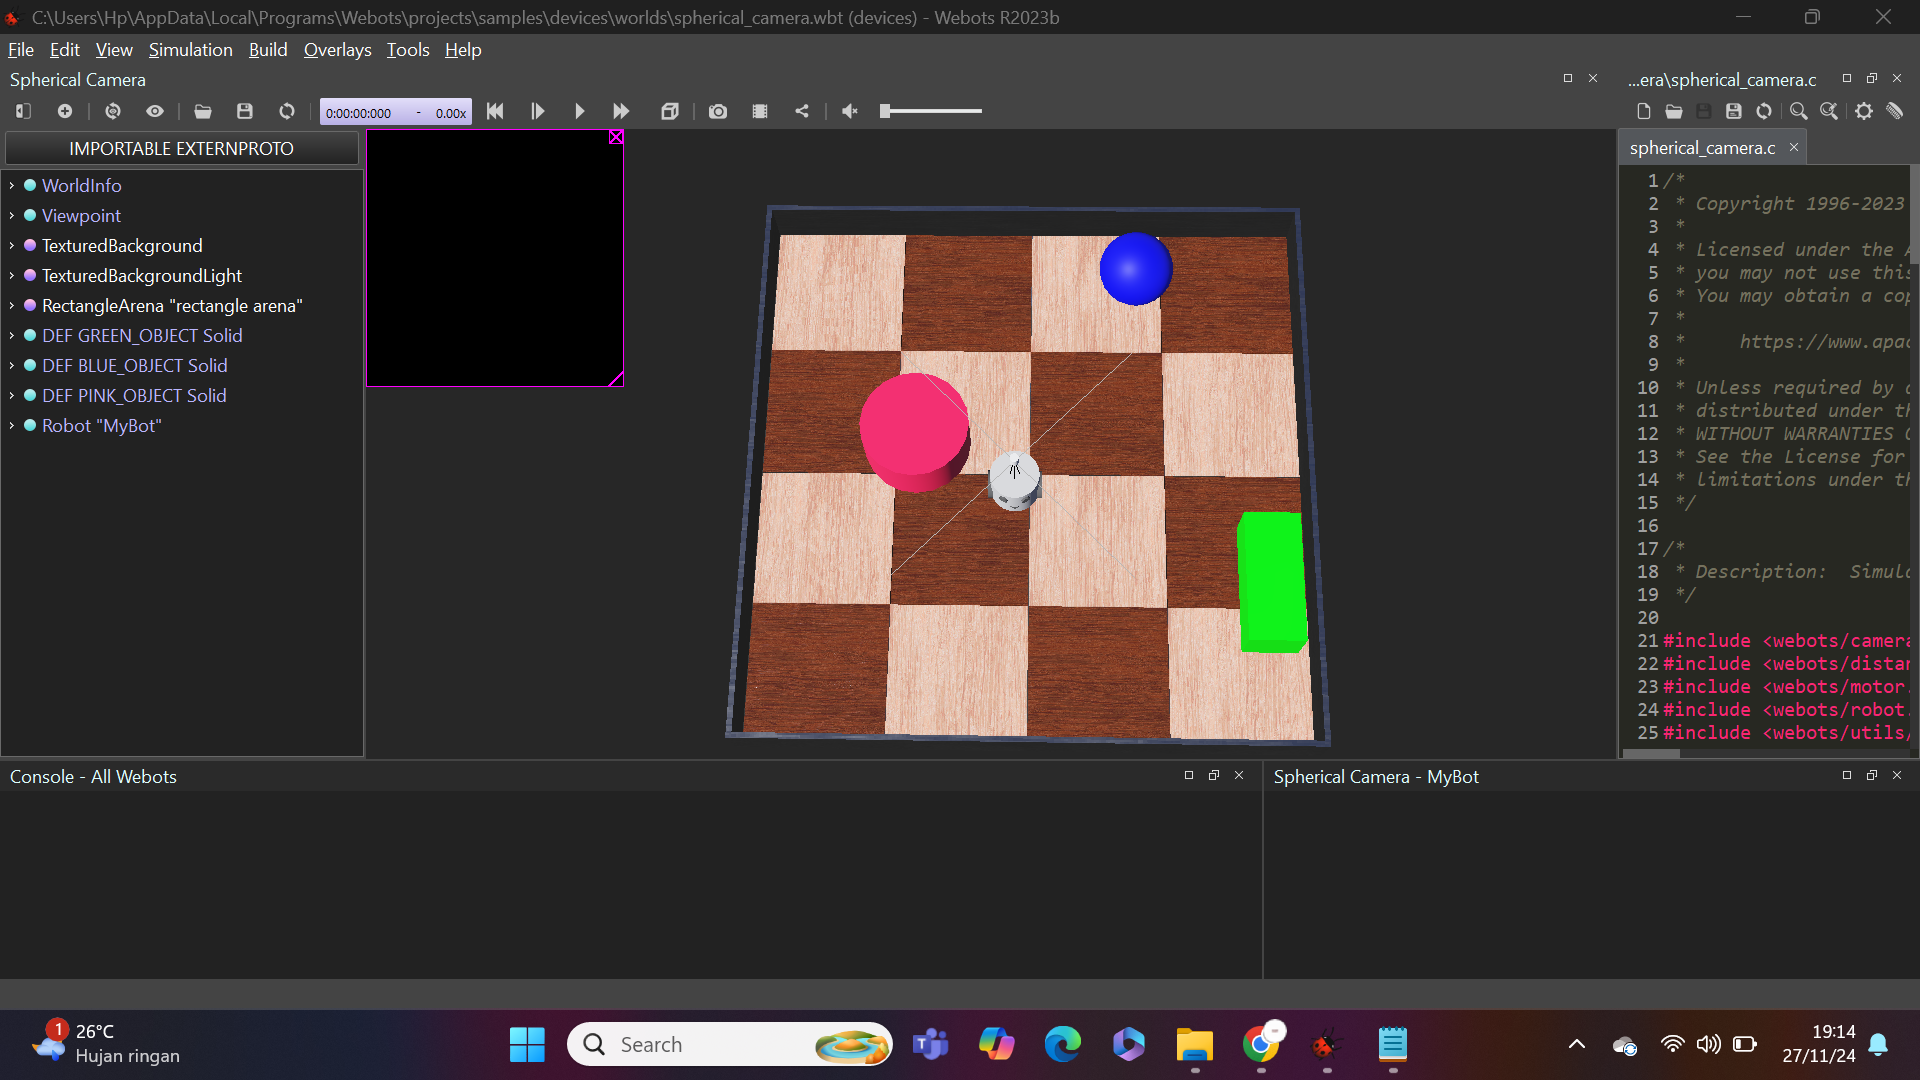 C:\Users\Hp\AppData\Local\Programs\Webots\projects\samples\devices\worlds\spherical_camera.wbt (devices) - Webots R2023b
File Edit View Simulation Build Overlays Tools Help
Spherical Camera
...era\spherical_camera.c
0:00:00:000 - 0.00x
IMPORTABLE EXTERNPROTO
WorldInfo
Viewpoint
TexturedBackground
TexturedBackgroundLight
RectangleArena "rectangle arena"
DEF GREEN_OBJECT Solid
DEF BLUE_OBJECT Solid
DEF PINK_OBJECT Solid
Robot "MyBot"
spherical_camera.c
1 /*
2 * Copyright 1996-2023
3 *
4 * Licensed under the A
5 * you may not use this
6 * You may obtain a cop
7 *
8 * https://www.apac
9 *
10 * Unless required by a
11 * distributed under th
12 * WITHOUT WARRANTIES O
13 * See the License for
14 * limitations under th
15 */
16
17 /*
18 * Description: Simula
19 */
20
21 #include <webots/camera
22 #include <webots/distan
23 #include <webots/motor.
24 #include <webots/robot.
25 #include <webots/utils/
Console - All Webots
Spherical Camera - MyBot
1
26°C
Hujan ringan
Search
19:14
27/11/24